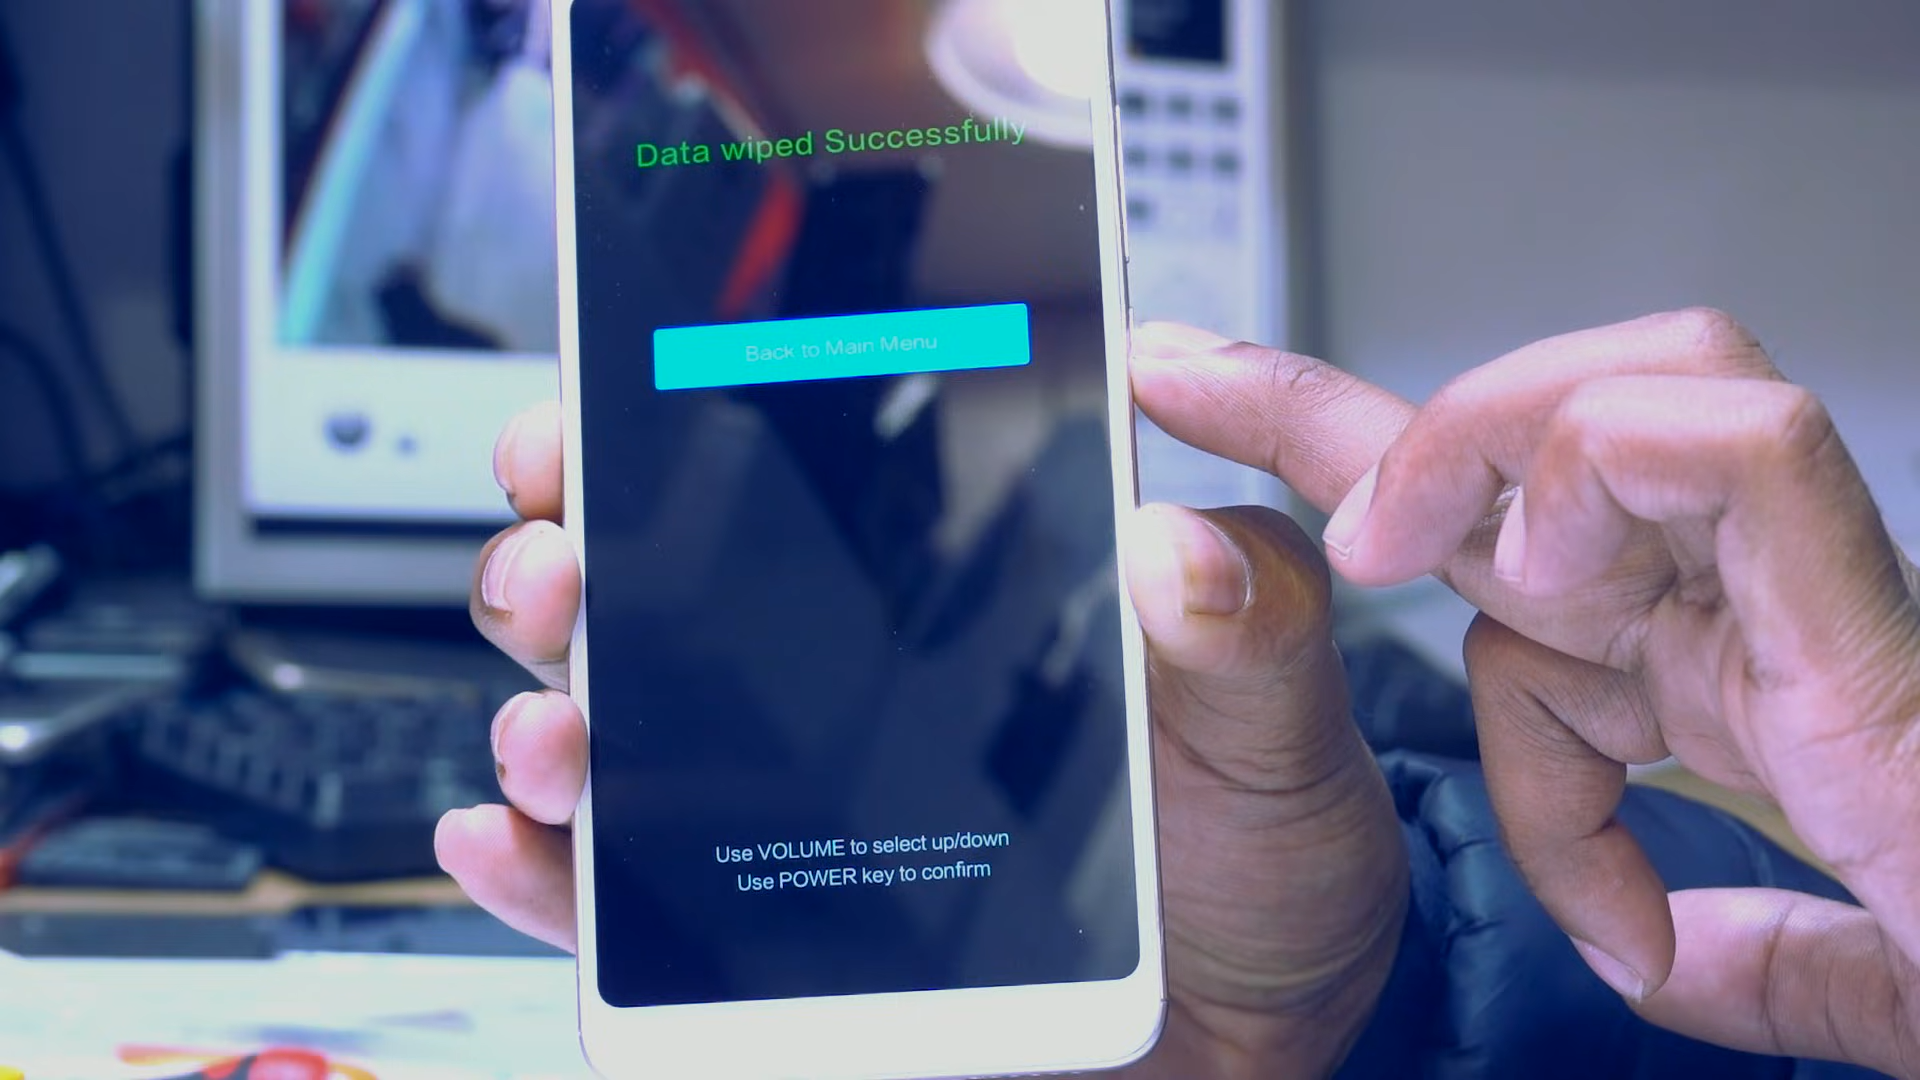 Data wiped Successfully
Back to Main Menu
Use VOLUME to select up/down
Use POWER key to confirm